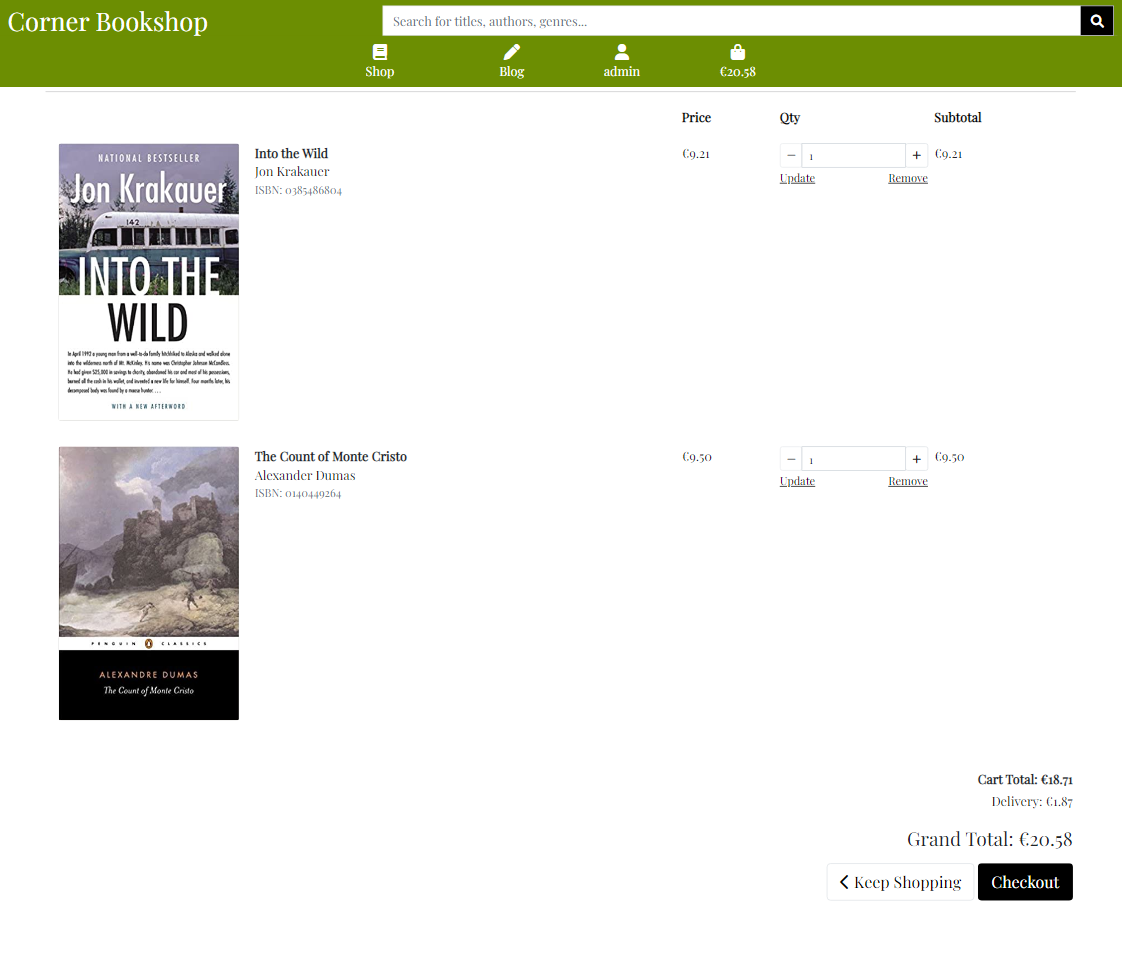 Corner Bookshop
Search for titles, authors, genres...
Shop
Blog
admin
€20.58
Price
Qty
Subtotal
NATIONAL BESTSELLER
Jon Krakauer
142
INTO THE
WILD
In April 1992 a young man from a well-to-do family hitchhiked to Alaska and walked alone
into the wilderness north of Mt. McKinley. His name was Christopher Johnson McCandless.
He had given $25,000 in savings to charity, abandoned his car and most of his possessions,
burned all the cash in his wallet, and invented a new life for himself. Four months later, his
decomposed body was found by a moose hunter. . . .
WITH A NEW AFTERWORD
Into the Wild
Jon Krakauer
ISBN: 0385486804
€9.21
− 1 +
€9.21
Update
Remove
PENGUIN CLASSICS
ALEXANDRE DUMAS
The Count of Monte Cristo
The Count of Monte Cristo
Alexander Dumas
ISBN: 0140449264
€9.50
− 1 +
€9.50
Update
Remove
Cart Total: €18.71
Delivery: €1.87
Grand Total: €20.58
Keep Shopping
Checkout